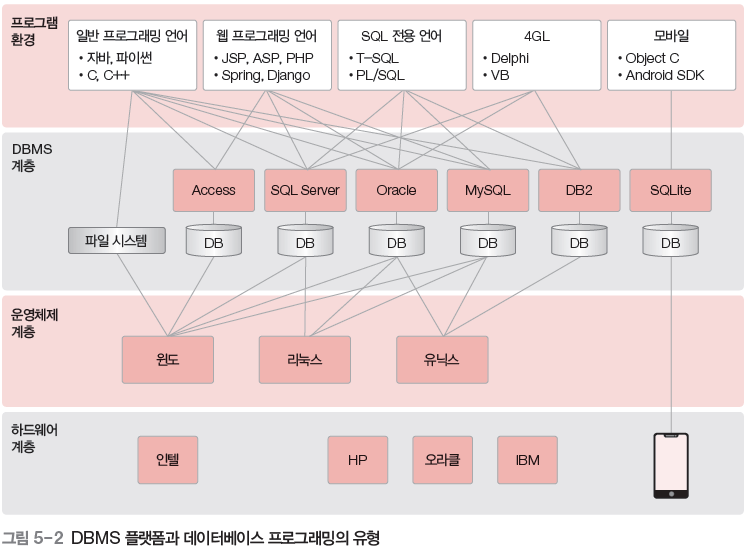 프로그램
환경
일반 프로그래밍 언어
• 자바, 파이썬
• C, C++
웹 프로그래밍 언어
• JSP, ASP, PHP
• Spring, Django
SQL 전용 언어
• T-SQL
• PL/SQL
4GL
• Delphi
• VB
모바일
• Object C
• Android SDK
DBMS
계층
Access
SQL Server
Oracle
MySQL
DB2
SQLite
파일 시스템
DB
DB
DB
DB
DB
DB
운영체제
계층
윈도
리눅스
유닉스
하드웨어
계층
인텔
HP
오라클
IBM
그림 5-2 DBMS 플랫폼과 데이터베이스 프로그래밍의 유형